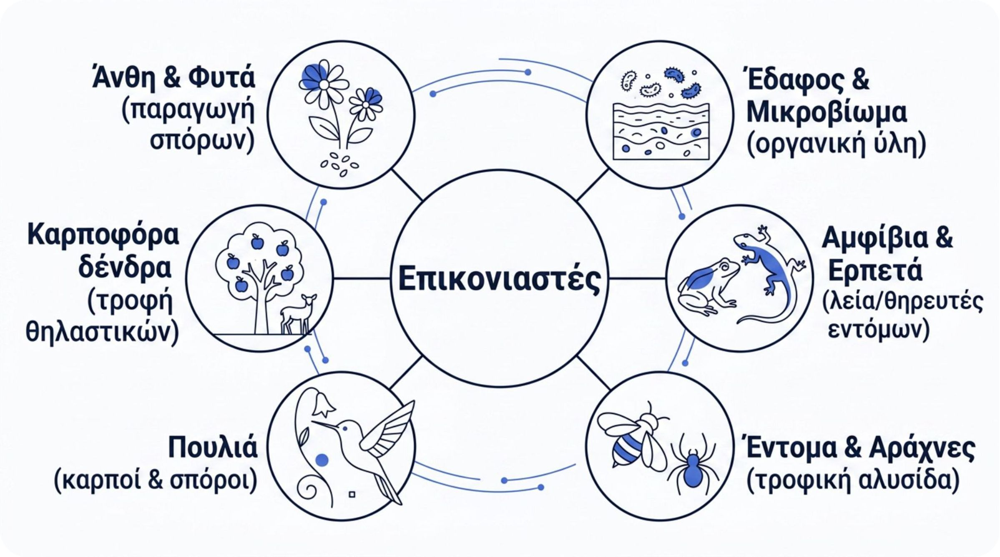 Άνθη & Φυτά
(παραγωγή
σπόρων)
Έδαφος &
Μικροβίωμα
(οργανική ύλη)
Καρποφόρα
δένδρα
(τροφή
θηλαστικών)
Επικονιαστές
Αμφίβια &
Ερπετά
(λεία/θηρευτές
εντόμων)
Πουλιά
(καρποί & σπόροι)
Έντομα & Αράχνες
(τροφική αλυσίδα)